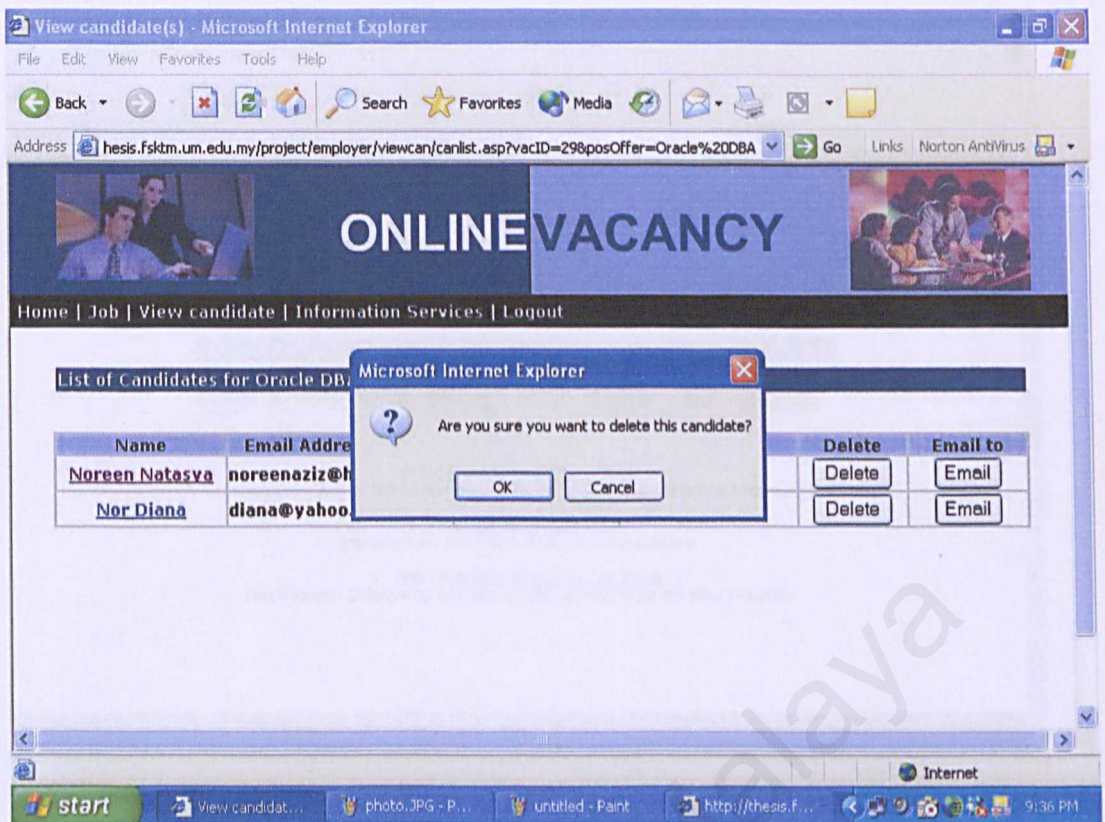 View candidate(s) - Microsoft Internet Explorer
File Edit View Favorites Tools Help
Back Search Favorites Media
Address hesis.fsktm.um.edu.my/project/employer/viewcan/canlist.asp?vacID=29&posOffer=Oracle%20DBA Go Links Norton AntiVirus
ONLINEVACANCY
Home | Job | View candidate | Information Services | Logout
Microsoft Internet Explorer
List of Candidates for Oracle DBA
Are you sure you want to delete this candidate?
OK Cancel
Name Email Addre Delete Email to
Noreen Natasya noreenaziz@h Delete Email
Nor Diana diana@yahoo. Delete Email
alaya
Internet
start View candidat... photo.JPG - P... untitled - Paint http://thesis.f... 9:36 PM